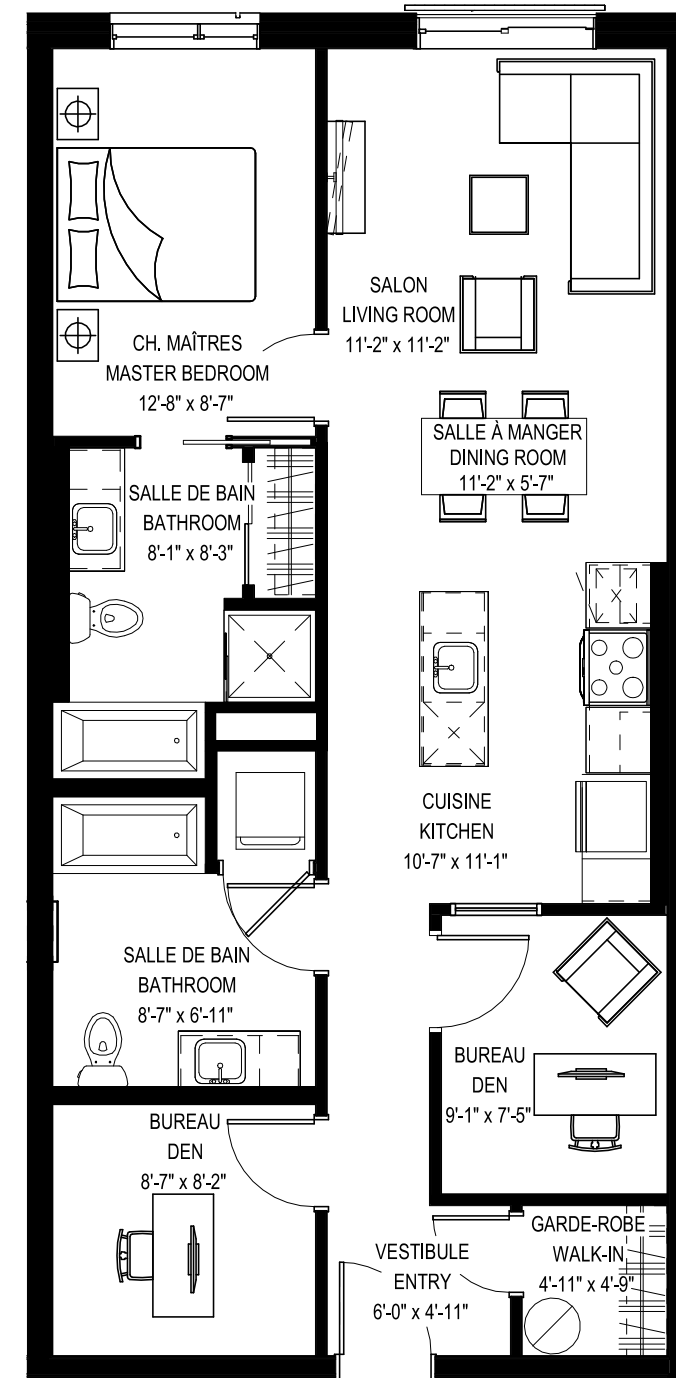 SALON
LIVING ROOM
11'-2" x 11'-2"
CH. MAÎTRES
MASTER BEDROOM
12'-8" x 8'-7"
SALLE À MANGER
DINING ROOM
11'-2" x 5'-7"
SALLE DE BAIN
BATHROOM
8'-1" x 8'-3"
CUISINE
KITCHEN
10'-7" x 11'-1"
SALLE DE BAIN
BATHROOM
8'-7" x 6'-11"
BUREAU
DEN
9'-1" x 7'-5"
BUREAU
DEN
8'-7" x 8'-2"
GARDE-ROBE
WALK-IN
4'-11" x 4'-9"
VESTIBULE
ENTRY
6'-0" x 4'-11"